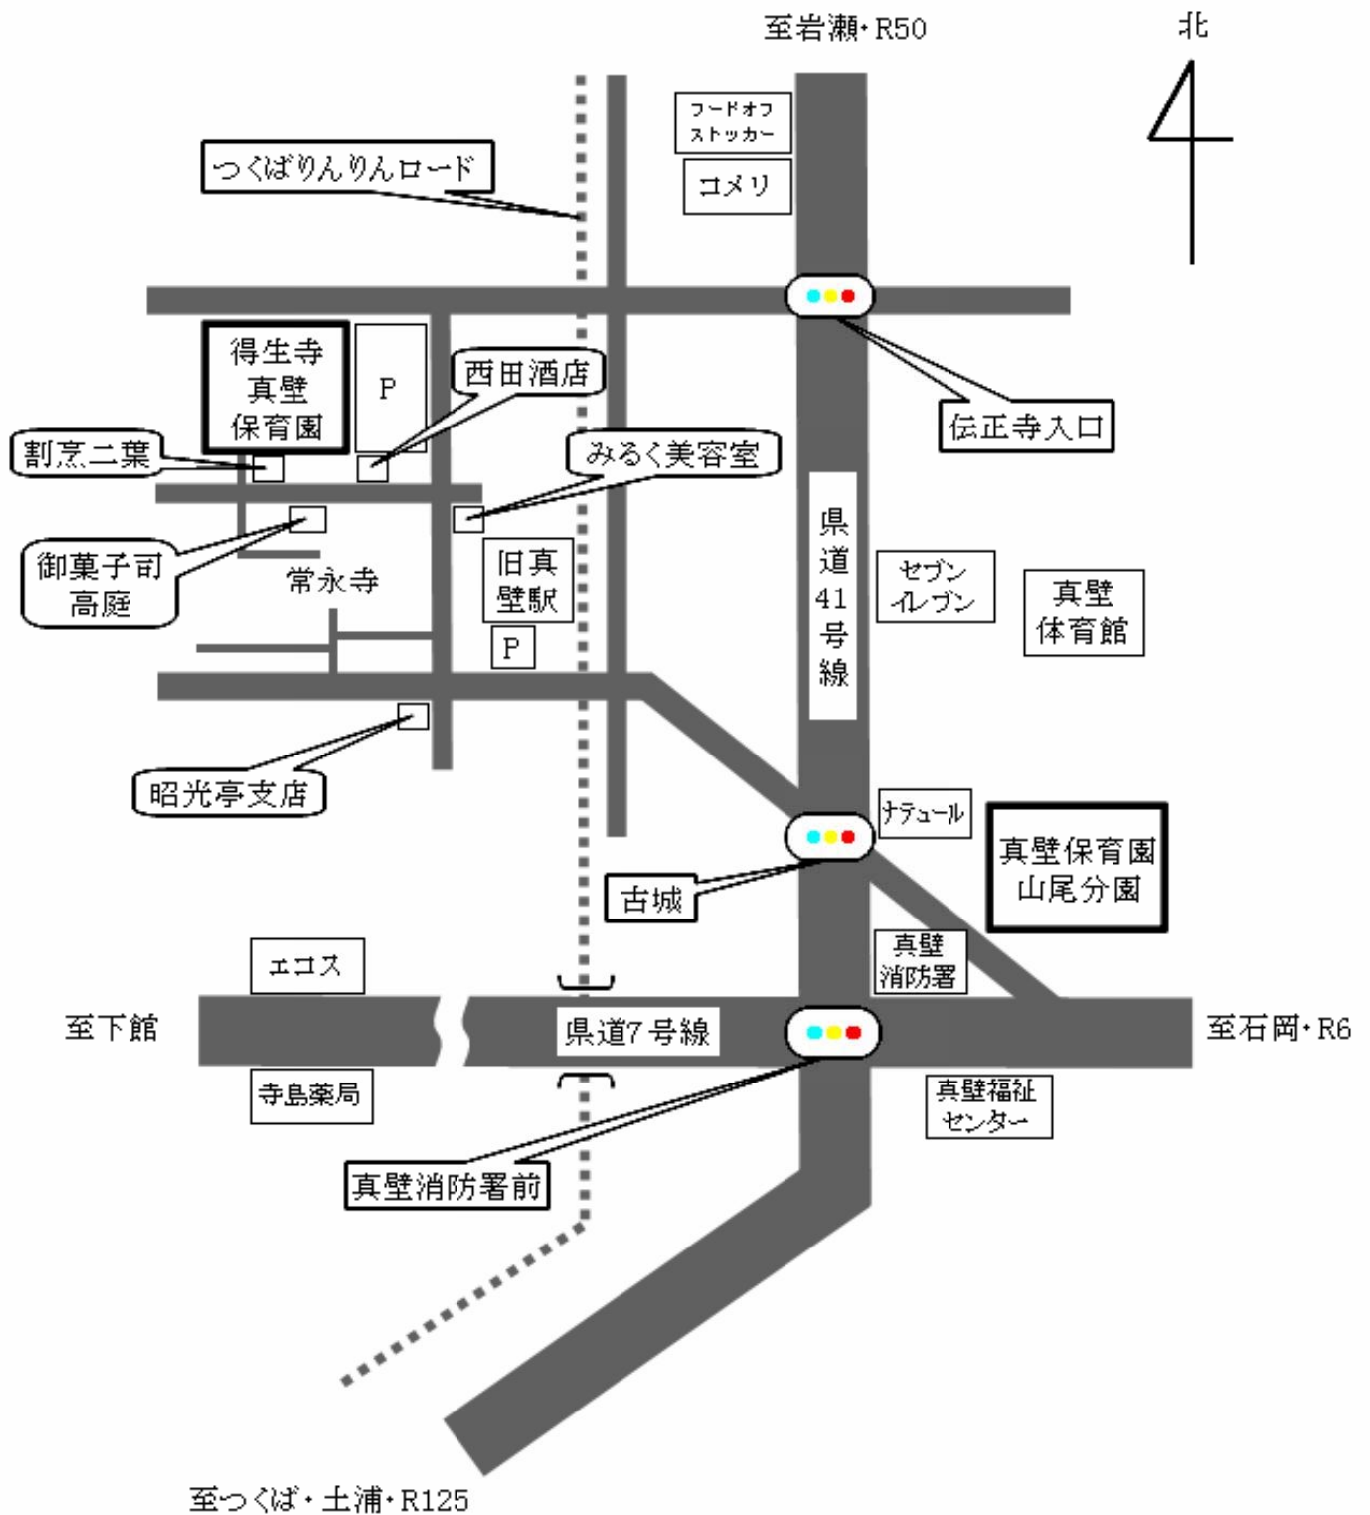 至岩瀬・R50
北
フードオフ
ストッカー
コメリ
つくばりんりんロード
得生寺
真壁
保育園
P
西田酒店
伝正寺入口
割烹二葉
みるく美容室
御菓子司
高庭
常永寺
旧真
壁駅
P
県道41号線
セブン
イレブン
真壁
体育館
昭光亭支店
ナチュール
真壁保育園
山尾分園
古城
真壁
消防署
エコス
至下館
県道7号線
至石岡・R6
寺島薬局
真壁福祉
センター
真壁消防署前
至つくば・土浦・R125